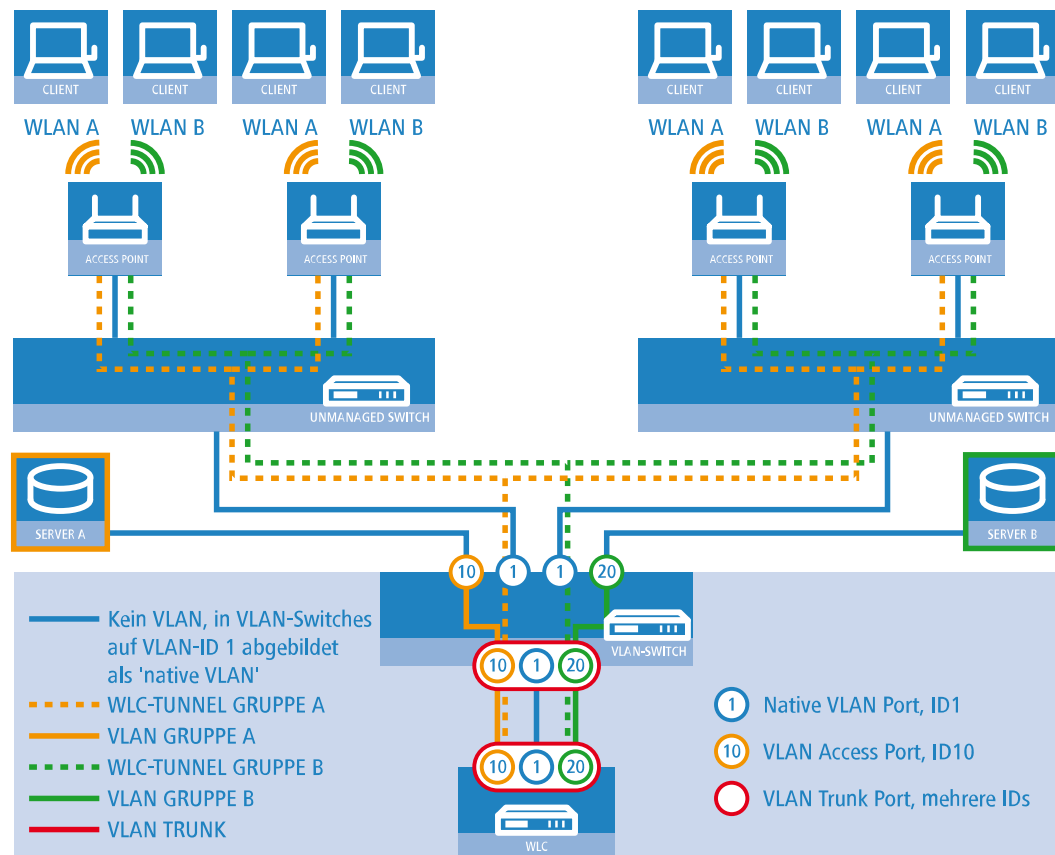 CLIENT CLIENT CLIENT CLIENT CLIENT CLIENT CLIENT CLIENT
WLAN A WLAN B WLAN A WLAN B WLAN A WLAN B WLAN A WLAN B
ACCESS POINT ACCESS POINT ACCESS POINT ACCESS POINT
UNMANAGED SWITCH UNMANAGED SWITCH
SERVER A SERVER B
10 1 1 20
VLAN-SWITCH
10 1 20
10 1 20
WLC
Kein VLAN, in VLAN-Switches
auf VLAN-ID 1 abgebildet
als 'native VLAN'
WLC-TUNNEL GRUPPE A
VLAN GRUPPE A
WLC-TUNNEL GRUPPE B
VLAN GRUPPE B
VLAN TRUNK
1 Native VLAN Port, ID1
10 VLAN Access Port, ID10
VLAN Trunk Port, mehrere IDs